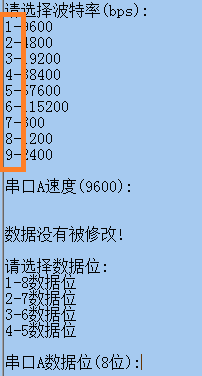 请选择波特率(bps):
1-9600
2-4800
3-19200
4-38400
5-57600
6-115200
7-300
8-1200
9-2400
串口A速度(9600):
数据没有被修改!
请选择数据位:
1-8数据位
2-7数据位
3-6数据位
4-5数据位
串口A数据位(8位):